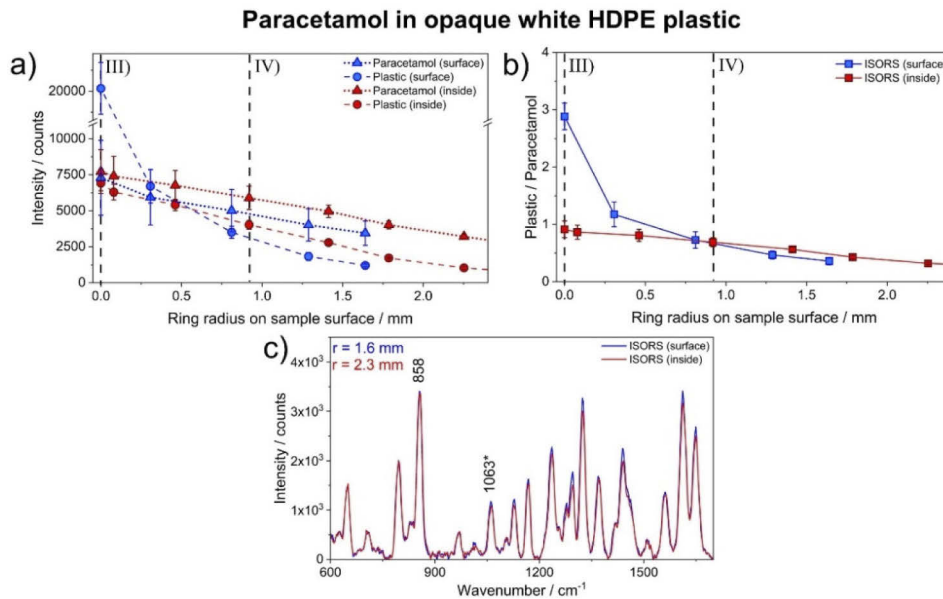 Paracetamol in opaque white HDPE plastic
a)
III)
IV)
Paracetamol (surface)
Plastic (surface)
Paracetamol (inside)
Plastic (inside)
Intensity / counts
20000
10000
7500
5000
2500
0
0.0 0.5 1.0 1.5 2.0
Ring radius on sample surface / mm
b)
III)
IV)
ISORS (surface)
ISORS (inside)
Plastic / Paracetamol
4
3
2
1
0
0.0 0.5 1.0 1.5 2.0
Ring radius on sample surface / mm
c)
r = 1.6 mm
r = 2.3 mm
858
1063*
ISORS (surface)
ISORS (inside)
Intensity / counts
4x10³
3x10³
2x10³
1x10³
0
600 900 1200 1500
Wavenumber / cm⁻¹